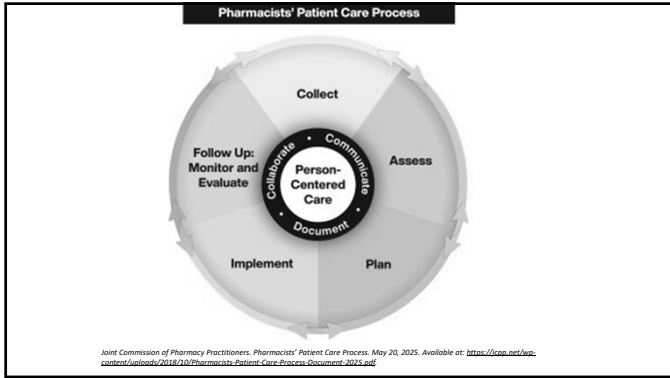 Pharmacists' Patient Care Process
Collect
Assess
Plan
Implement
Follow Up:
Monitor and
Evaluate
Collaborate • Communicate • Document •
Person-
Centered
Care
Joint Commission of Pharmacy Practitioners. Pharmacists' Patient Care Process. May 20, 2025. Available at: https://jcpp.net/wp-
content/uploads/2018/10/Pharmacists-Patient-Care-Process-Document-2025.pdf.